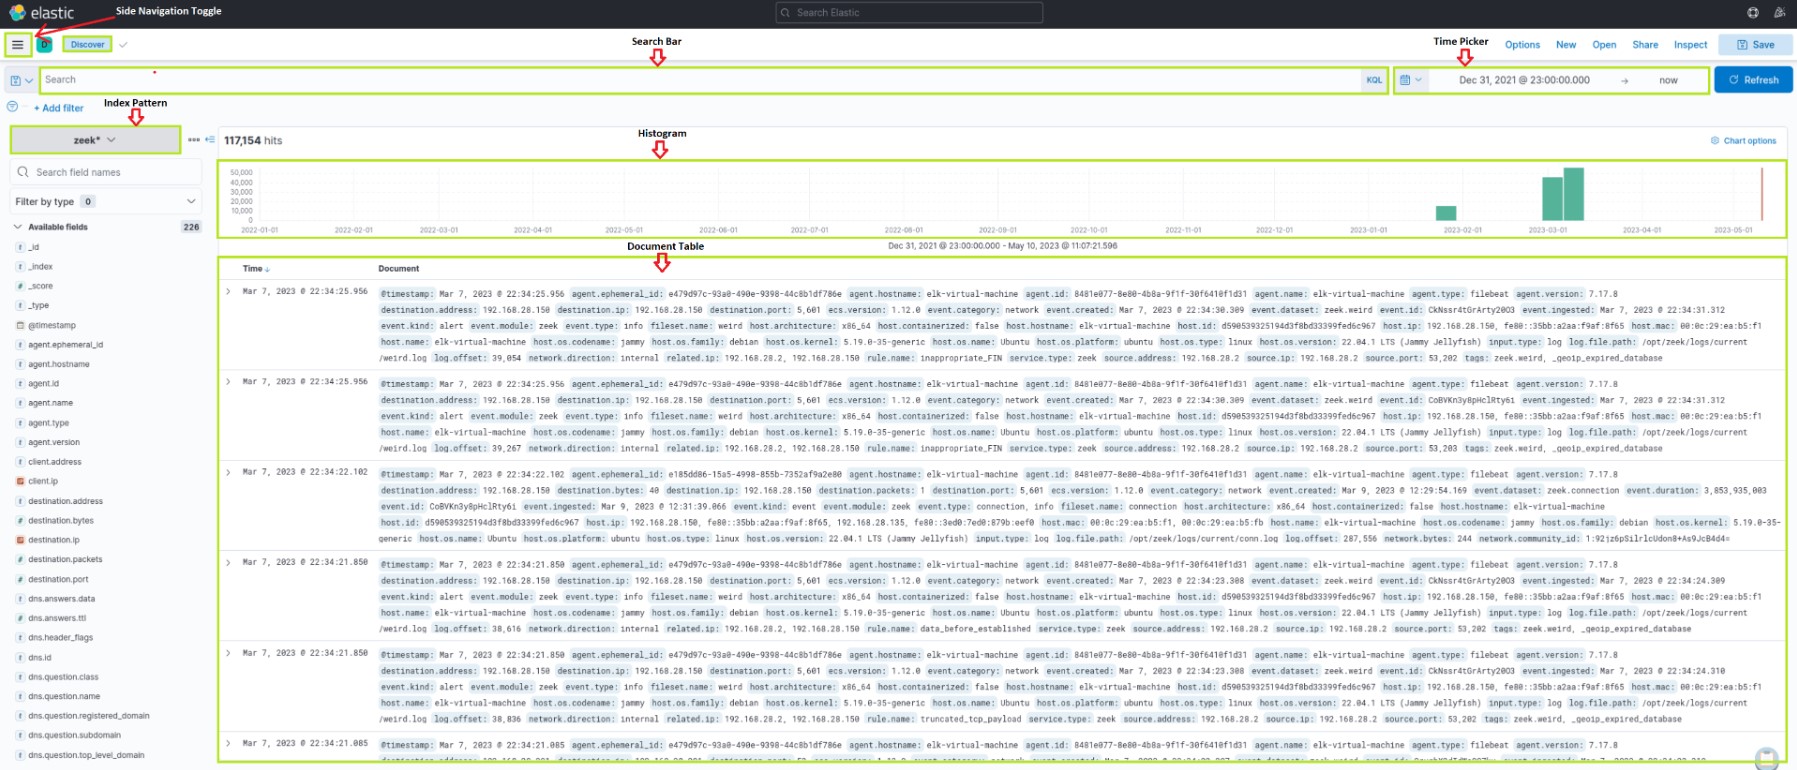 elastic
Side Navigation Toggle
Search Elastic
D
Discover
Search Bar
Time Picker
Options New Open Share Inspect Save
Search
KQL
Dec 31, 2021 @ 23:00:00.000 → now
Refresh
+ Add filter
Index Pattern
zeek*
117,154 hits
Histogram
Chart options
Search field names
Filter by type 0
Available fields 226
_id
_index
_score
_type
@timestamp
agent.ephemeral_id
agent.hostname
agent.id
agent.name
agent.type
agent.version
client.address
client.ip
destination.address
destination.bytes
destination.ip
destination.packets
destination.port
dns.answers.data
dns.answers.ttl
dns.header_flags
dns.id
dns.question.class
dns.question.name
dns.question.registered_domain
dns.question.subdomain
dns.question.top_level_domain
50,000
40,000
30,000
20,000
10,000
0
2022-01-01 2022-02-01 2022-03-01 2022-04-01 2022-05-01 2022-06-01 2022-07-01 2022-08-01 2022-09-01 2022-10-01 2022-11-01 2022-12-01 2023-01-01 2023-02-01 2023-03-01 2023-04-01 2023-05-01
Document Table
Dec 31, 2021 @ 23:00:00.000 - May 10, 2023 @ 11:07:21.596
Time Document
Mar 7, 2023 @ 22:34:25.956
@timestamp: Mar 7, 2023 @ 22:34:25.956 agent.ephemeral_id: e479d97c-93a0-490e-9398-44c8b1df786e agent.hostname: elk-virtual-machine agent.id: 8481e077-8e80-4b8a-9f1f-30f6410f1d31 agent.name: elk-virtual-machine agent.type: filebeat agent.version: 7.17.8
destination.address: 192.168.28.150 destination.ip: 192.168.28.150 destination.port: 5,601 ecs.version: 1.12.0 event.category: network event.created: Mar 7, 2023 @ 22:34:30.309 event.dataset: zeek.weird event.id: CkNssr4tGrArty20O3 event.ingested: Mar 7, 2023 @ 22:34:31.312
event.kind: alert event.module: zeek event.type: info fileset.name: weird host.architecture: x86_64 host.containerized: false host.hostname: elk-virtual-machine host.id: d590539325194d3f8bd33399fed6c967 host.ip: 192.168.28.150, fe80::35bb:a2aa:f9af:8f65 host.mac: 00:0c:29:ea:b5:f1
host.name: elk-virtual-machine host.os.codename: jammy host.os.family: debian host.os.kernel: 5.19.0-35-generic host.os.name: Ubuntu host.os.platform: ubuntu host.os.type: linux host.os.version: 22.04.1 LTS (Jammy Jellyfish) input.type: log log.file.path: /opt/zeek/logs/current
/weird.log log.offset: 39,054 network.direction: internal related.ip: 192.168.28.2, 192.168.28.150 rule.name: inappropriate_FIN service.type: zeek source.address: 192.168.28.2 source.ip: 192.168.28.2 source.port: 53,202 tags: zeek.weird, _geoip_expired_database
Mar 7, 2023 @ 22:34:25.956
@timestamp: Mar 7, 2023 @ 22:34:25.956 agent.ephemeral_id: e479d97c-93a0-490e-9398-44c8b1df786e agent.hostname: elk-virtual-machine agent.id: 8481e077-8e80-4b8a-9f1f-30f6410f1d31 agent.name: elk-virtual-machine agent.type: filebeat agent.version: 7.17.8
destination.address: 192.168.28.150 destination.ip: 192.168.28.150 destination.port: 5,601 ecs.version: 1.12.0 event.category: network event.created: Mar 7, 2023 @ 22:34:30.309 event.dataset: zeek.weird event.id: CoBVKn3y8pHclRty6i event.ingested: Mar 7, 2023 @ 22:34:31.312
event.kind: alert event.module: zeek event.type: info fileset.name: weird host.architecture: x86_64 host.containerized: false host.hostname: elk-virtual-machine host.id: d590539325194d3f8bd33399fed6c967 host.ip: 192.168.28.150, fe80::35bb:a2aa:f9af:8f65 host.mac: 00:0c:29:ea:b5:f1
host.name: elk-virtual-machine host.os.codename: jammy host.os.family: debian host.os.kernel: 5.19.0-35-generic host.os.name: Ubuntu host.os.platform: ubuntu host.os.type: linux host.os.version: 22.04.1 LTS (Jammy Jellyfish) input.type: log log.file.path: /opt/zeek/logs/current
/weird.log log.offset: 39,267 network.direction: internal related.ip: 192.168.28.2, 192.168.28.150 rule.name: inappropriate_FIN service.type: zeek source.address: 192.168.28.2 source.ip: 192.168.28.2 source.port: 53,203 tags: zeek.weird, _geoip_expired_database
Mar 7, 2023 @ 22:34:22.102
@timestamp: Mar 7, 2023 @ 22:34:22.102 agent.ephemeral_id: e185dd86-15a5-4998-855b-7352af9a2e80 agent.hostname: elk-virtual-machine agent.id: 8481e077-8e80-4b8a-9f1f-30f6410f1d31 agent.name: elk-virtual-machine agent.type: filebeat agent.version: 7.17.8
destination.address: 192.168.28.150 destination.bytes: 40 destination.ip: 192.168.28.150 destination.packets: 1 destination.port: 5,601 ecs.version: 1.12.0 event.category: network event.created: Mar 9, 2023 @ 12:29:54.169 event.dataset: zeek.connection event.duration: 3,853,935,003
event.id: CoBVKn3y8pHclRty6i event.ingested: Mar 9, 2023 @ 12:31:39.066 event.kind: event event.module: zeek event.type: connection, info fileset.name: connection host.architecture: x86_64 host.containerized: false host.hostname: elk-virtual-machine
host.id: d590539325194d3f8bd33399fed6c967 host.ip: 192.168.28.150, fe80::35bb:a2aa:f9af:8f65, 192.168.28.135, fe80::3ed0:7ed0:879b:eef0 host.mac: 00:0c:29:ea:b5:f1, 00:0c:29:ea:b5:fb host.name: elk-virtual-machine host.os.codename: jammy host.os.family: debian host.os.kernel: 5.19.0-35-
generic host.os.name: Ubuntu host.os.platform: ubuntu host.os.type: linux host.os.version: 22.04.1 LTS (Jammy Jellyfish) input.type: log log.file.path: /opt/zeek/logs/current/conn.log log.offset: 287,556 network.bytes: 244 network.community_id: 1:92jz6pSilrlcUdon8+As9JcB4d4=
Mar 7, 2023 @ 22:34:21.850
@timestamp: Mar 7, 2023 @ 22:34:21.850 agent.ephemeral_id: e479d97c-93a0-490e-9398-44c8b1df786e agent.hostname: elk-virtual-machine agent.id: 8481e077-8e80-4b8a-9f1f-30f6410f1d31 agent.name: elk-virtual-machine agent.type: filebeat agent.version: 7.17.8
destination.address: 192.168.28.150 destination.ip: 192.168.28.150 destination.port: 5,601 ecs.version: 1.12.0 event.category: network event.created: Mar 7, 2023 @ 22:34:23.308 event.dataset: zeek.weird event.id: CkNssr4tGrArty20O3 event.ingested: Mar 7, 2023 @ 22:34:24.309
event.kind: alert event.module: zeek event.type: info fileset.name: weird host.architecture: x86_64 host.containerized: false host.hostname: elk-virtual-machine host.id: d590539325194d3f8bd33399fed6c967 host.ip: 192.168.28.150, fe80::35bb:a2aa:f9af:8f65 host.mac: 00:0c:29:ea:b5:f1
host.name: elk-virtual-machine host.os.codename: jammy host.os.family: debian host.os.kernel: 5.19.0-35-generic host.os.name: Ubuntu host.os.platform: ubuntu host.os.type: linux host.os.version: 22.04.1 LTS (Jammy Jellyfish) input.type: log log.file.path: /opt/zeek/logs/current
/weird.log log.offset: 38,616 network.direction: internal related.ip: 192.168.28.2, 192.168.28.150 rule.name: data_before_established service.type: zeek source.address: 192.168.28.2 source.ip: 192.168.28.2 source.port: 53,202 tags: zeek.weird, _geoip_expired_database
Mar 7, 2023 @ 22:34:21.850
@timestamp: Mar 7, 2023 @ 22:34:21.850 agent.ephemeral_id: e479d97c-93a0-490e-9398-44c8b1df786e agent.hostname: elk-virtual-machine agent.id: 8481e077-8e80-4b8a-9f1f-30f6410f1d31 agent.name: elk-virtual-machine agent.type: filebeat agent.version: 7.17.8
destination.address: 192.168.28.150 destination.ip: 192.168.28.150 destination.port: 5,601 ecs.version: 1.12.0 event.category: network event.created: Mar 7, 2023 @ 22:34:23.308 event.dataset: zeek.weird event.id: CkNssr4tGrArty20O3 event.ingested: Mar 7, 2023 @ 22:34:24.310
event.kind: alert event.module: zeek event.type: info fileset.name: weird host.architecture: x86_64 host.containerized: false host.hostname: elk-virtual-machine host.id: d590539325194d3f8bd33399fed6c967 host.ip: 192.168.28.150, fe80::35bb:a2aa:f9af:8f65 host.mac: 00:0c:29:ea:b5:f1
host.name: elk-virtual-machine host.os.codename: jammy host.os.family: debian host.os.kernel: 5.19.0-35-generic host.os.name: Ubuntu host.os.platform: ubuntu host.os.type: linux host.os.version: 22.04.1 LTS (Jammy Jellyfish) input.type: log log.file.path: /opt/zeek/logs/current
/weird.log log.offset: 38,836 network.direction: internal related.ip: 192.168.28.2, 192.168.28.150 rule.name: truncated_tcp_payload service.type: zeek source.address: 192.168.28.2 source.ip: 192.168.28.2 source.port: 53,202 tags: zeek.weird, _geoip_expired_database
Mar 7, 2023 @ 22:34:21.085
@timestamp: Mar 7, 2023 @ 22:34:21.085 agent.ephemeral_id: e479d97c-93a0-490e-9398-44c8b1df786e agent.hostname: elk-virtual-machine agent.id: 8481e077-8e80-4b8a-9f1f-30f6410f1d31 agent.name: elk-virtual-machine agent.type: filebeat agent.version: 7.17.8